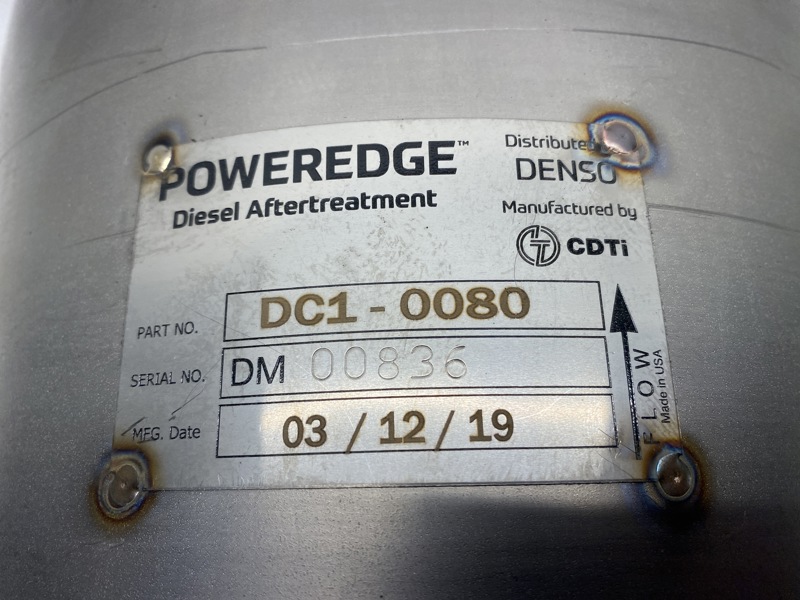 POWEREDGE™
Diesel Aftertreatment
Distributed
DENSO
Manufactured by
CDTi
PART NO. DC1-0080
SERIAL NO. DM 00836
MFG. Date 03 / 12 / 19
FLOW
Made in USA